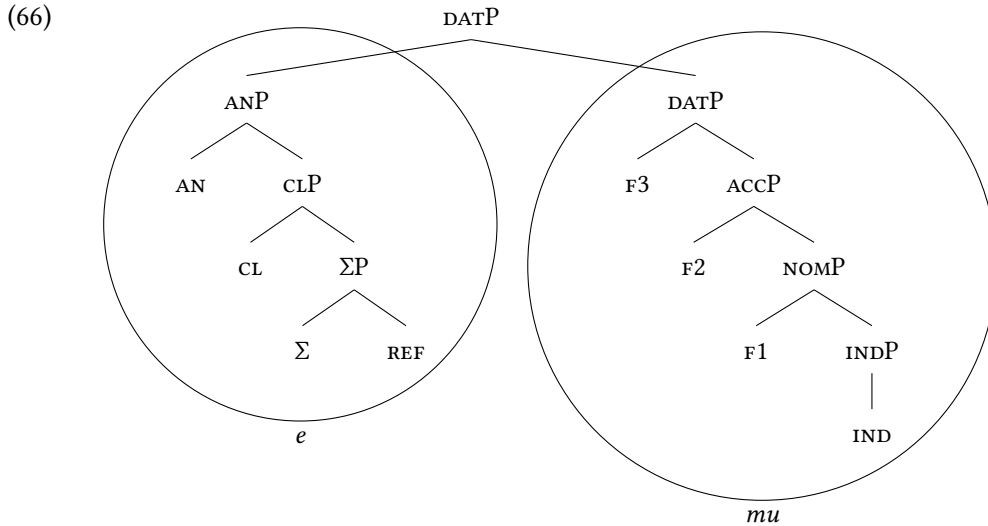 (66)
DATP
ANP DATP
AN CLP F3 ACCP
CL ΣP F2 NOMP
Σ REF F1 INDP
e IND
mu